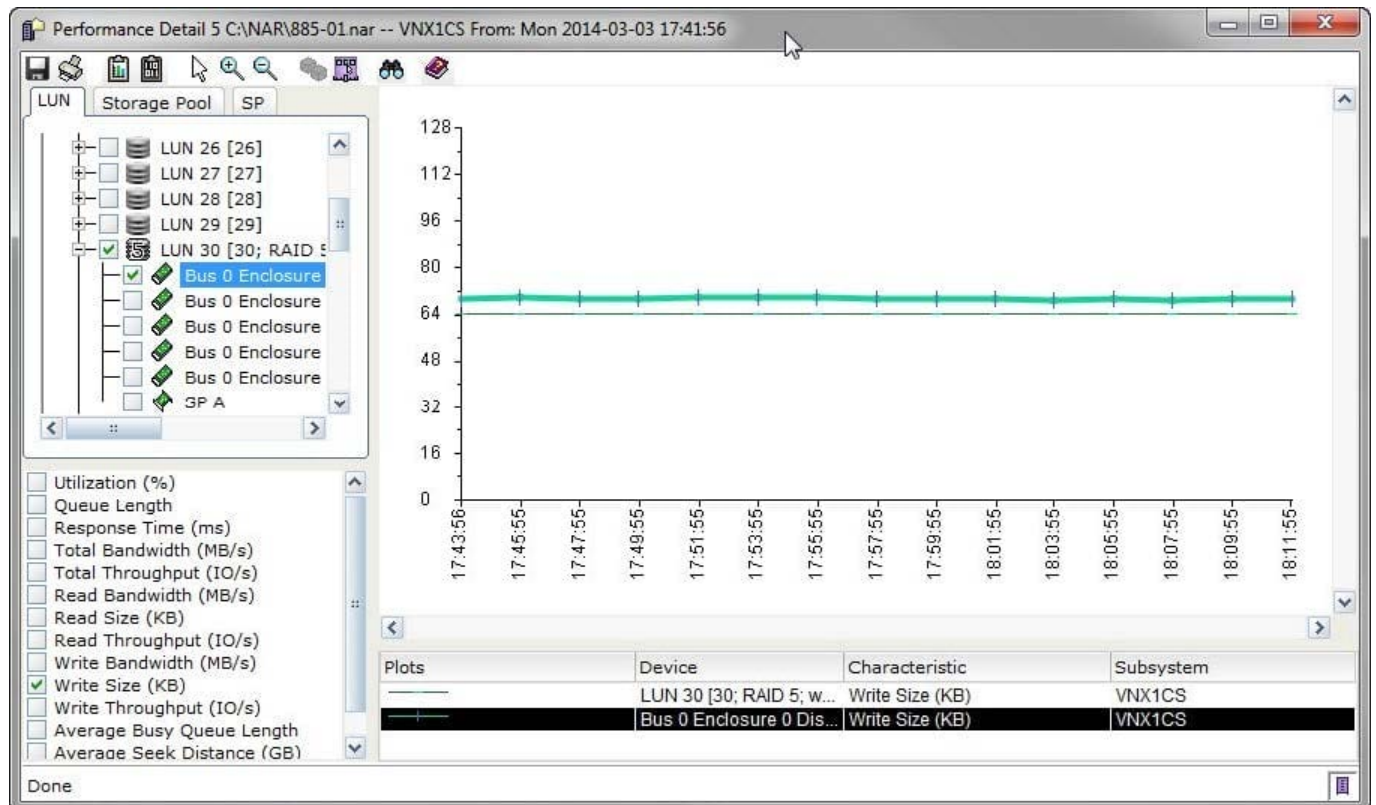 Performance Detail 5 C:\NAR\885-01.nar -- VNX1CS From: Mon 2014-03-03 17:41:56
LUN
Storage Pool
SP
LUN 26 [26]
LUN 27 [27]
LUN 28 [28]
LUN 29 [29]
LUN 30 [30; RAID 5
Bus 0 Enclosure
Bus 0 Enclosure
Bus 0 Enclosure
Bus 0 Enclosure
Bus 0 Enclosure
SP A
Utilization (%)
Queue Length
Response Time (ms)
Total Bandwidth (MB/s)
Total Throughput (IO/s)
Read Bandwidth (MB/s)
Read Size (KB)
Read Throughput (IO/s)
Write Bandwidth (MB/s)
Write Size (KB)
Write Throughput (IO/s)
Average Busy Queue Length
Average Seek Distance (GB)
128
112
96
80
64
48
32
16
0
17:43:56
17:45:55
17:47:55
17:49:55
17:51:55
17:53:55
17:55:55
17:57:55
17:59:55
18:01:55
18:03:55
18:05:55
18:07:55
18:09:55
18:11:55
Plots Device Characteristic Subsystem
LUN 30 [30; RAID 5; w... Write Size (KB) VNX1CS
Bus 0 Enclosure 0 Dis... Write Size (KB) VNX1CS
Done